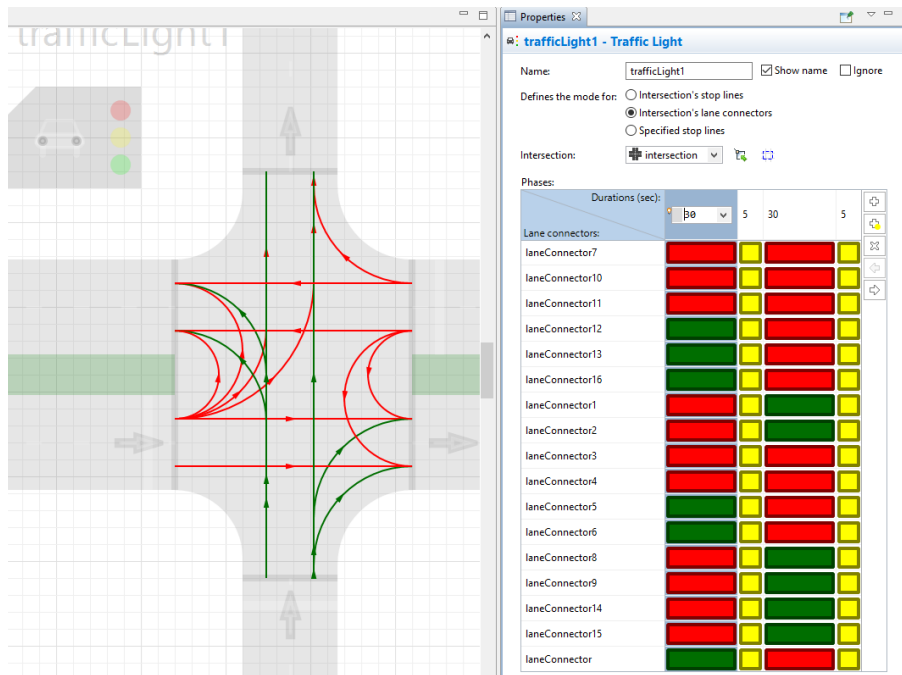 trafficLight1
Properties
trafficLight1 - Traffic Light
Name: trafficLight1 Show name Ignore
Defines the mode for: Intersection's stop lines
Intersection's lane connectors
Specified stop lines
Intersection: intersection
Phases:
Durations (sec): 30 5 30 5
Lane connectors:
laneConnector7
laneConnector10
laneConnector11
laneConnector12
laneConnector13
laneConnector16
laneConnector1
laneConnector2
laneConnector3
laneConnector4
laneConnector5
laneConnector6
laneConnector8
laneConnector9
laneConnector14
laneConnector15
laneConnector